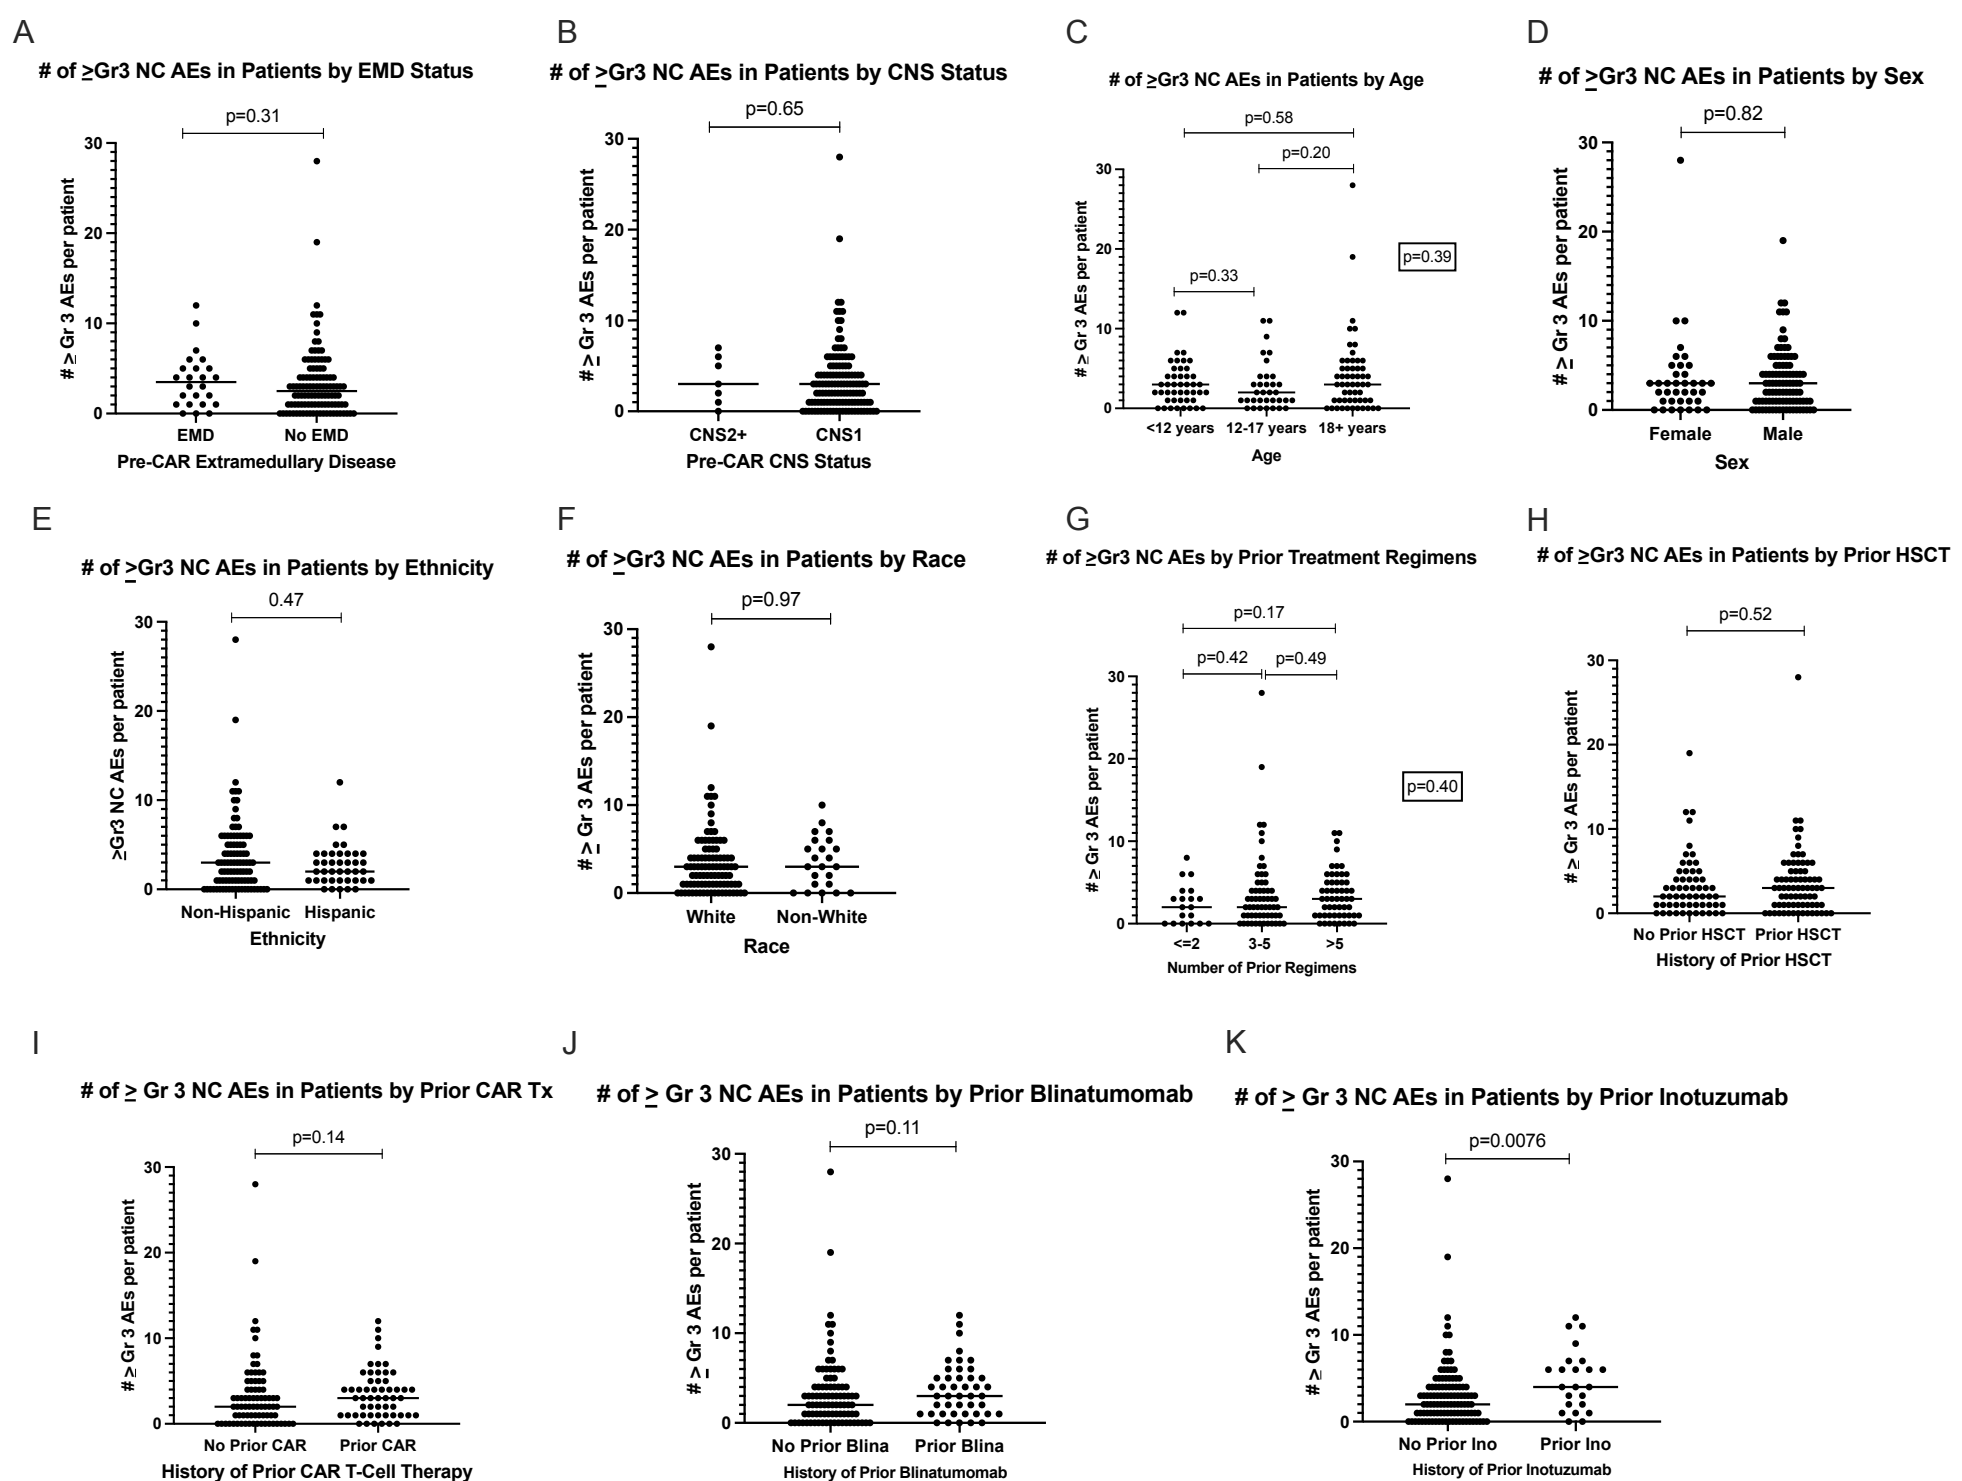 A
# of ≥Gr3 NC AEs in Patients by EMD Status
p=0.31
# ≥ Gr 3 AEs per patient
30
20
10
0
EMD
No EMD
Pre-CAR Extramedullary Disease
B
# of ≥Gr3 NC AEs in Patients by CNS Status
p=0.65
# ≥ Gr 3 AEs per patient
30
20
10
0
CNS2+
CNS1
Pre-CAR CNS Status
C
# of ≥Gr3 NC AEs in Patients by Age
p=0.58
p=0.20
p=0.33
p=0.39
# ≥ Gr 3 AEs per patient
30
20
10
0
<12 years
12-17 years
18+ years
Age
D
# of ≥Gr3 NC AEs in Patients by Sex
p=0.82
# ≥ Gr 3 AEs per patient
30
20
10
0
Female
Male
Sex
E
# of ≥Gr3 NC AEs in Patients by Ethnicity
0.47
≥Gr3 NC AEs per patient
30
20
10
0
Non-Hispanic
Hispanic
Ethnicity
F
# of ≥Gr3 NC AEs in Patients by Race
p=0.97
# ≥ Gr 3 AEs per patient
30
20
10
0
White
Non-White
Race
G
# of ≥Gr3 NC AEs by Prior Treatment Regimens
p=0.17
p=0.42
p=0.49
p=0.40
# ≥ Gr 3 AEs per patient
30
20
10
0
<=2
3-5
>5
Number of Prior Regimens
H
# of ≥Gr3 NC AEs in Patients by Prior HSCT
p=0.52
# ≥ Gr 3 AEs per patient
30
20
10
0
No Prior HSCT
Prior HSCT
History of Prior HSCT
I
# of ≥ Gr 3 NC AEs in Patients by Prior CAR Tx
p=0.14
# ≥ Gr 3 AEs per patient
30
20
10
0
No Prior CAR
Prior CAR
History of Prior CAR T-Cell Therapy
J
# of ≥ Gr 3 NC AEs in Patients by Prior Blinatumomab
p=0.11
# ≥ Gr 3 AEs per patient
30
20
10
0
No Prior Blina
Prior Blina
History of Prior Blinatumomab
K
# of ≥ Gr 3 NC AEs in Patients by Prior Inotuzumab
p=0.0076
# ≥ Gr 3 AEs per patient
30
20
10
0
No Prior Ino
Prior Ino
History of Prior Inotuzumab